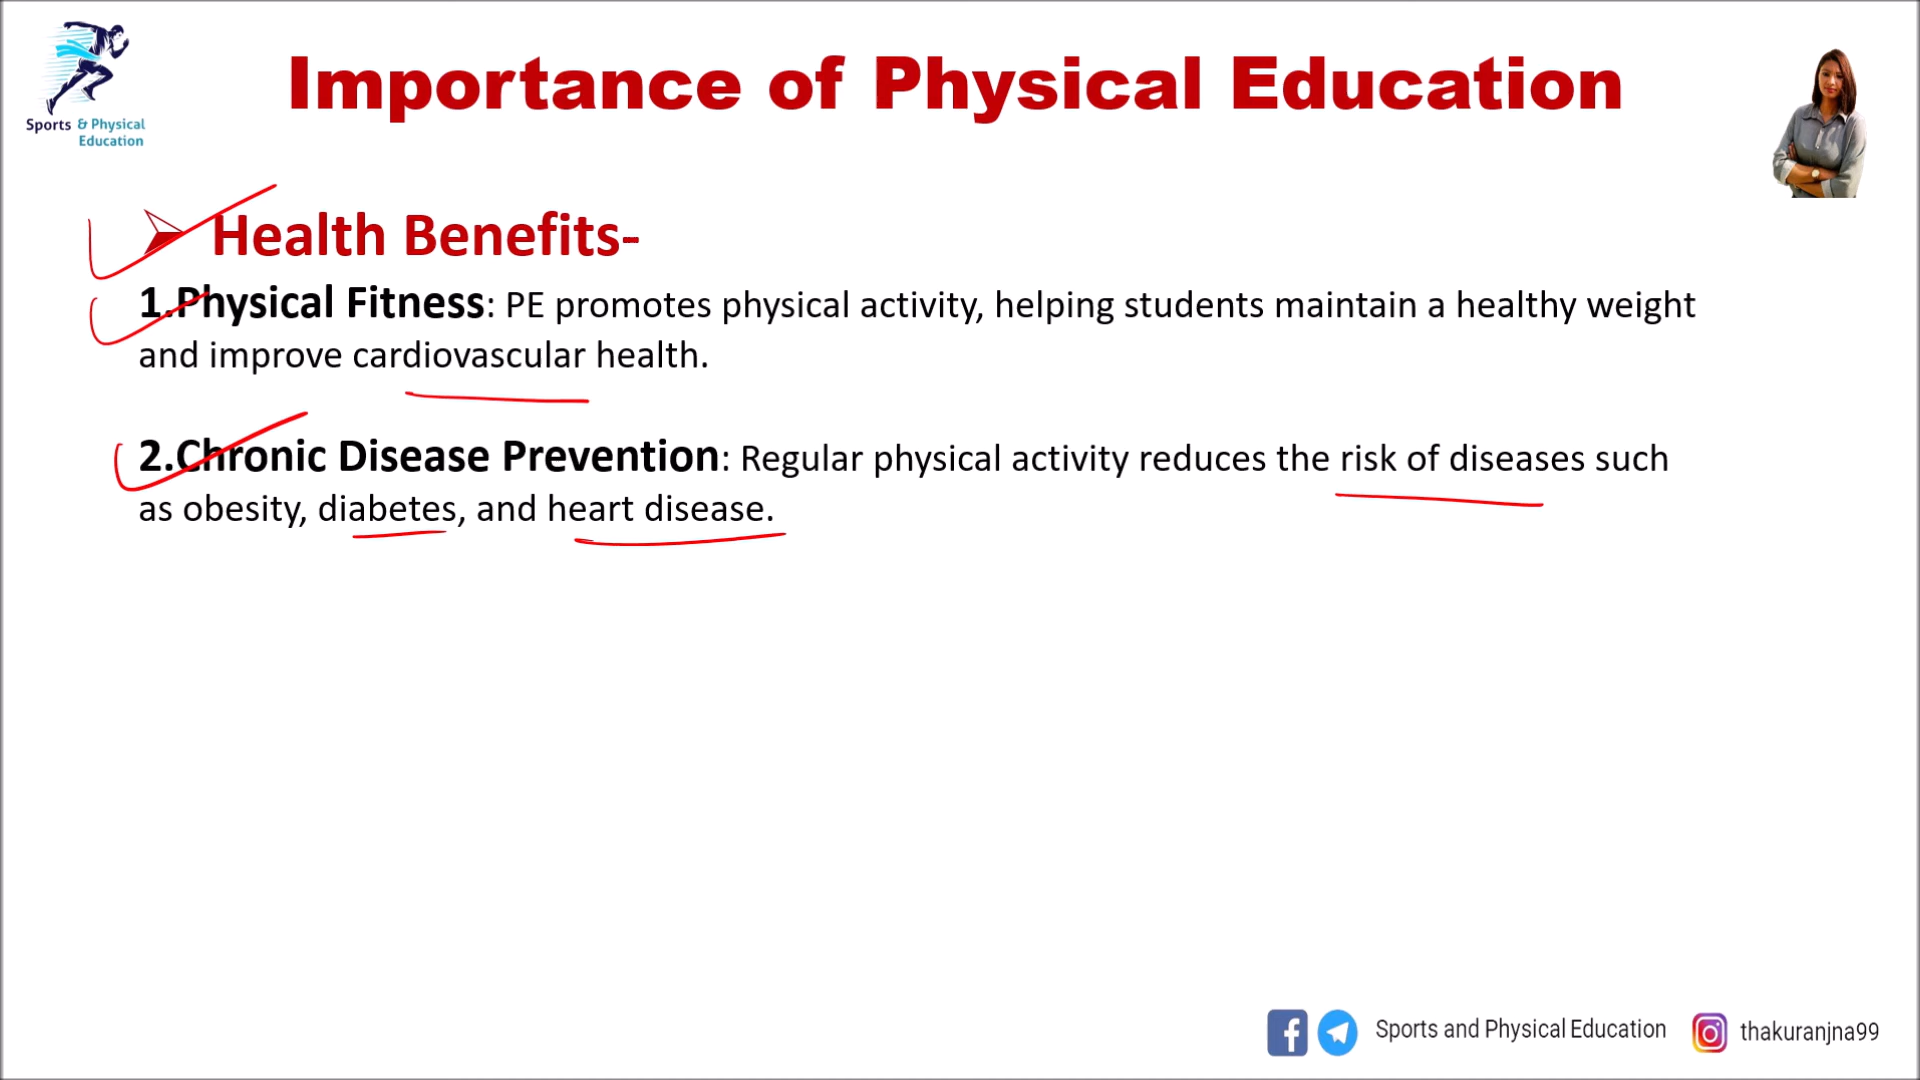 Sports & Physical
Education
Importance of Physical Education
Health Benefits-
1.Physical Fitness: PE promotes physical activity, helping students maintain a healthy weight
and improve cardiovascular health.
2.Chronic Disease Prevention: Regular physical activity reduces the risk of diseases such
as obesity, diabetes, and heart disease.
Sports and Physical Education thakuranjna99